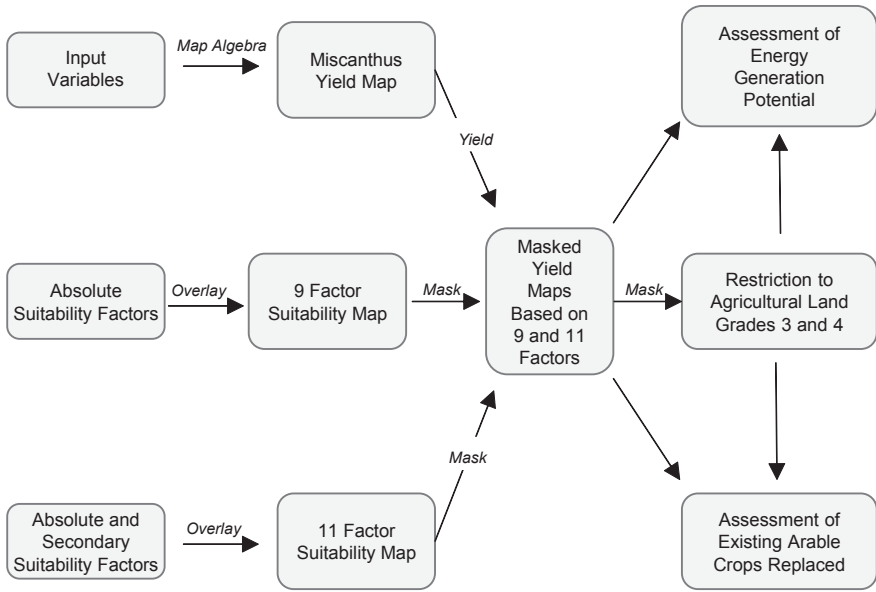 Input
Variables
Map Algebra
Miscanthus
Yield Map
Yield
Assessment of
Energy
Generation
Potential
Absolute
Suitability Factors
Overlay
9 Factor
Suitability Map
Mask
Masked
Yield
Maps
Based on
9 and 11
Factors
Mask
Restriction to
Agricultural Land
Grades 3 and 4
Absolute and
Secondary
Suitability Factors
Overlay
11 Factor
Suitability Map
Mask
Assessment of
Existing Arable
Crops Replaced